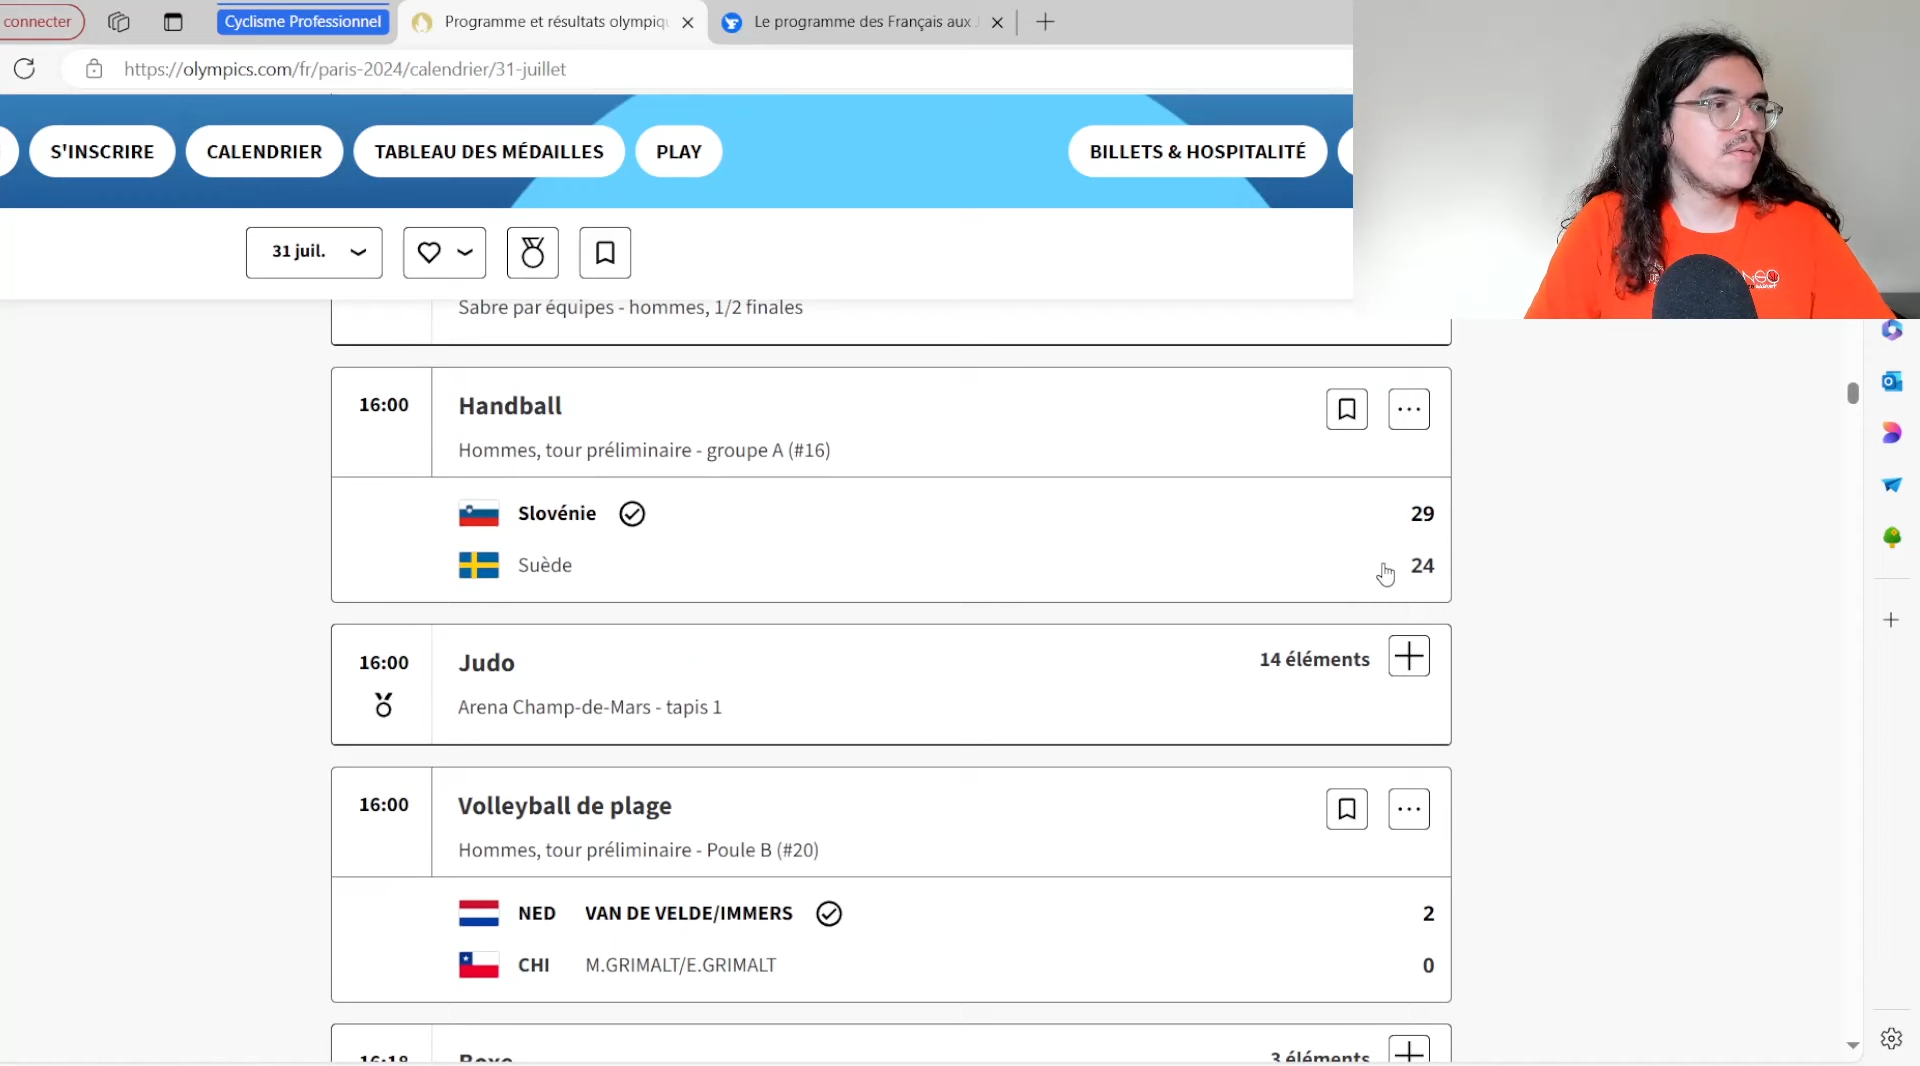 connecter
Cyclisme Professionnel
Programme et résultats olympiqu
Le programme des Français aux J
https://olympics.com/fr/paris-2024/calendrier/31-juillet
S'INSCRIRE
CALENDRIER
TABLEAU DES MÉDAILLES
PLAY
BILLETS & HOSPITALITÉ
31 juil.
Sabre par équipes - hommes, 1/2 finales
16:00
Handball
Hommes, tour préliminaire - groupe A (#16)
Slovénie
29
Suède
24
16:00
Judo
14 éléments
Arena Champ-de-Mars - tapis 1
16:00
Volleyball de plage
Hommes, tour préliminaire - Poule B (#20)
NED VAN DE VELDE/IMMERS
2
CHI M.GRIMALT/E.GRIMALT
0
16:18
Boxe
3 éléments